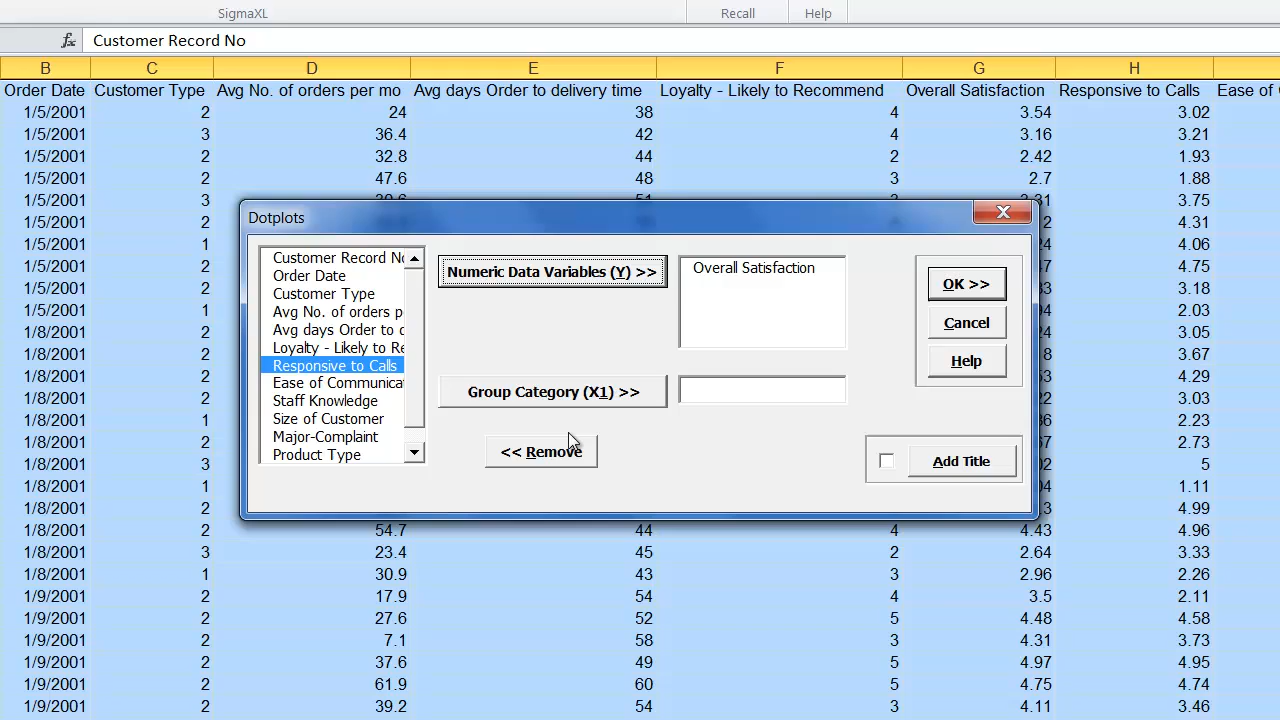 SigmaXL Recall Help
fx Customer Record No
B C D E F G H
Order Date Customer Type Avg No. of orders per mo Avg days Order to delivery time Loyalty - Likely to Recommend Overall Satisfaction Responsive to Calls Ease of
1/5/2001 2 24 38 4 3.54 3.02
1/5/2001 3 36.4 42 4 3.16 3.21
1/5/2001 2 32.8 44 2 2.42 1.93
1/5/2001 2 47.6 48 3 2.7 1.88
1/5/2001 3 3.75
1/5/2001 2 4.31
1/5/2001 1 4.06
1/5/2001 2 4.75
1/5/2001 2 3.18
1/5/2001 1 2.03
1/8/2001 2 3.05
1/8/2001 2 3.67
1/8/2001 2 4.29
1/8/2001 2 3.03
1/8/2001 1 2.23
1/8/2001 2 2.73
1/8/2001 3 5
1/8/2001 1 1.11
1/8/2001 2 4.99
1/8/2001 2 54.7 44 4 4.43 4.96
1/8/2001 3 23.4 45 2 2.64 3.33
1/8/2001 1 30.9 43 3 2.96 2.26
1/9/2001 2 17.9 54 4 3.5 2.11
1/9/2001 2 27.6 52 5 4.48 4.58
1/9/2001 2 7.1 58 3 4.31 3.73
1/9/2001 2 37.6 49 5 4.97 4.95
1/9/2001 2 61.9 60 5 4.75 4.74
1/9/2001 2 39.2 54 3 4.11 3.46
Dotplots
Customer Record No
Order Date
Customer Type
Avg No. of orders p
Avg days Order to d
Loyalty - Likely to Re
Responsive to Calls
Ease of Communica
Staff Knowledge
Size of Customer
Major-Complaint
Product Type
Numeric Data Variables (Y) >>
Overall Satisfaction
Group Category (X1) >>
<< Remove
OK >>
Cancel
Help
Add Title